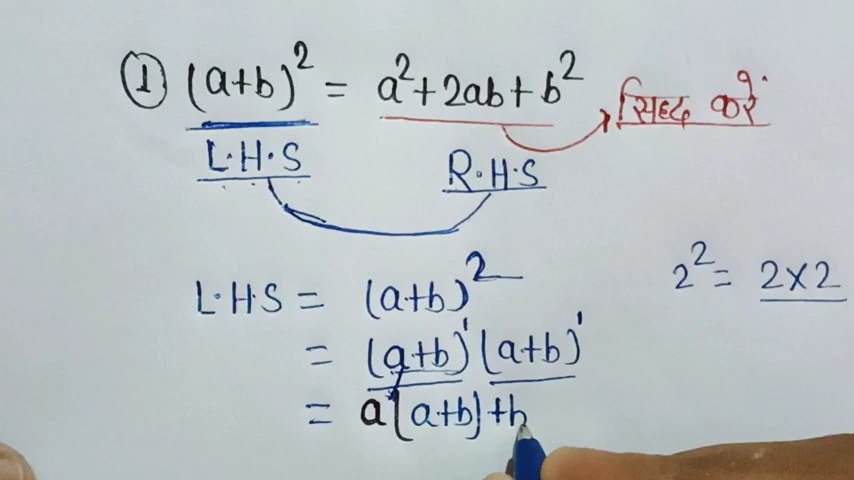 ① (a+b)² = a²+2ab+b² सिद्ध करें
L.H.S R.H.S
2² = 2×2
L.H.S = (a+b)²
= (a+b)¹ (a+b)¹
= a(a+b)+b